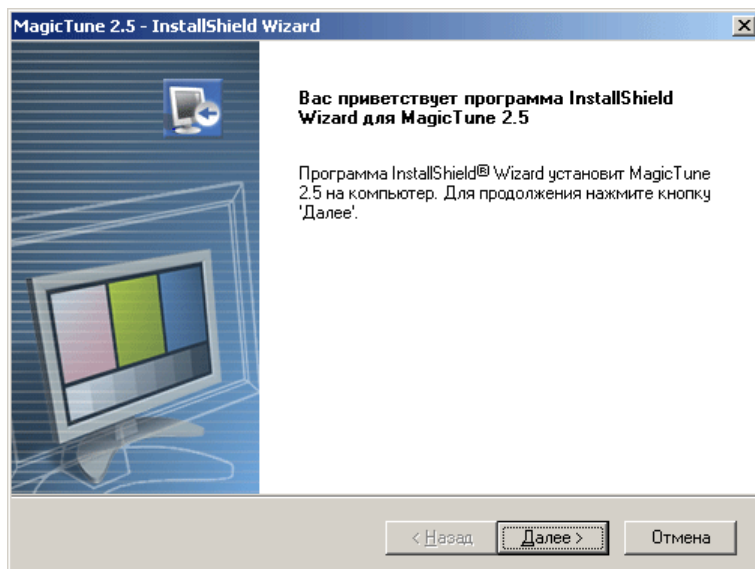 MagicTune 2.5 - InstallShield Wizard
Вас приветствует программа InstallShield
Wizard для MagicTune 2.5
Программа InstallShield® Wizard установит MagicTune
2.5 на компьютер. Для продолжения нажмите кнопку
'Далее'.
< Назад
Далее >
Отмена